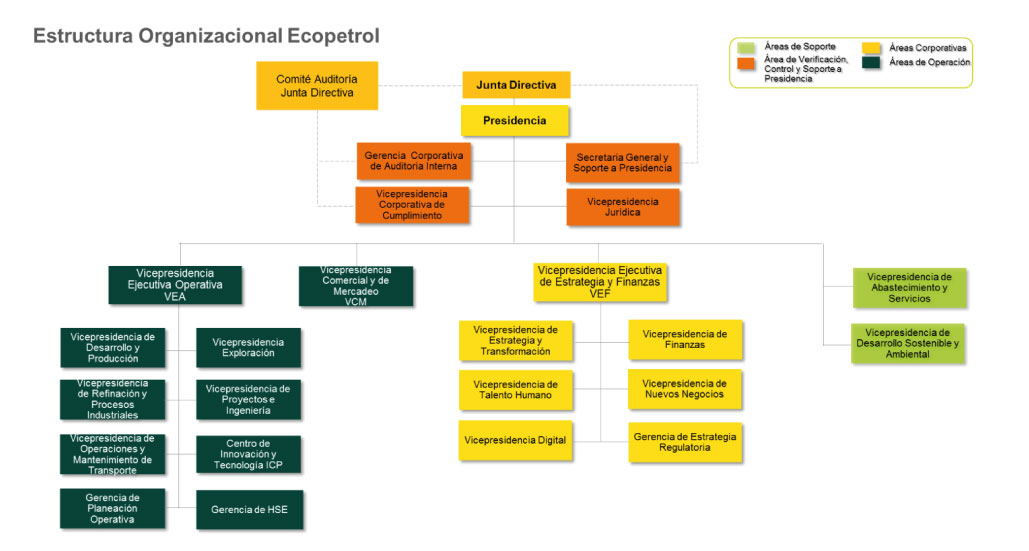 Estructura Organizacional Ecopetrol
Áreas de Soporte
Área de Verificación,
Control y Soporte a
Presidencia
Áreas Corporativas
Áreas de Operación
Comité Auditoría
Junta Directiva
Junta Directiva
Presidencia
Gerencia Corporativa
de Auditoría Interna
Secretaria General y
Soporte a Presidencia
Vicepresidencia
Corporativa de
Cumplimiento
Vicepresidencia
Jurídica
Vicepresidencia
Ejecutiva Operativa
VEA
Vicepresidencia
Comercial y de
Mercadeo
VCM
Vicepresidencia Ejecutiva
de Estrategia y Finanzas
VEF
Vicepresidencia de
Abastecimiento y
Servicios
Vicepresidencia de
Desarrollo Sostenible y
Ambiental
Vicepresidencia de
Desarrollo y
Producción
Vicepresidencia
Exploración
Vicepresidencia
de Refinación y
Procesos
Industriales
Vicepresidencia de
Proyectos e
Ingeniería
Vicepresidencia de
Operaciones y
Mantenimiento de
Transporte
Centro de
Innovación y
Tecnología ICP
Gerencia de
Planeación
Operativa
Gerencia de HSE
Vicepresidencia de
Estrategia y
Transformación
Vicepresidencia de
Finanzas
Vicepresidencia de
Talento Humano
Vicepresidencia de
Nuevos Negocios
Vicepresidencia Digital
Gerencia de Estrategia
Regulatoria